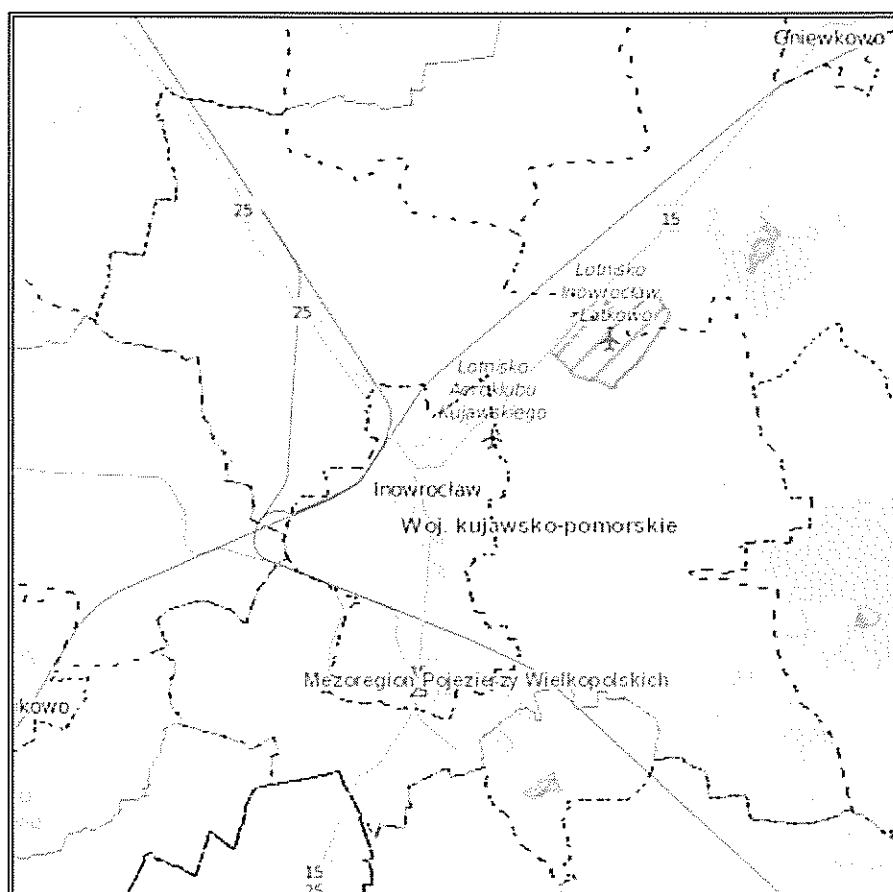 Gniewkowo
25
15
Lotnisko
Inowrocław
Latkowo
25
Lotnisko
Aeroklubu
Kujawskiego
Inowrocław
Woj. kujawsko-pomorskie
Mezoregion Pojezierzy Wielkopolskich
25
kowo
15
25